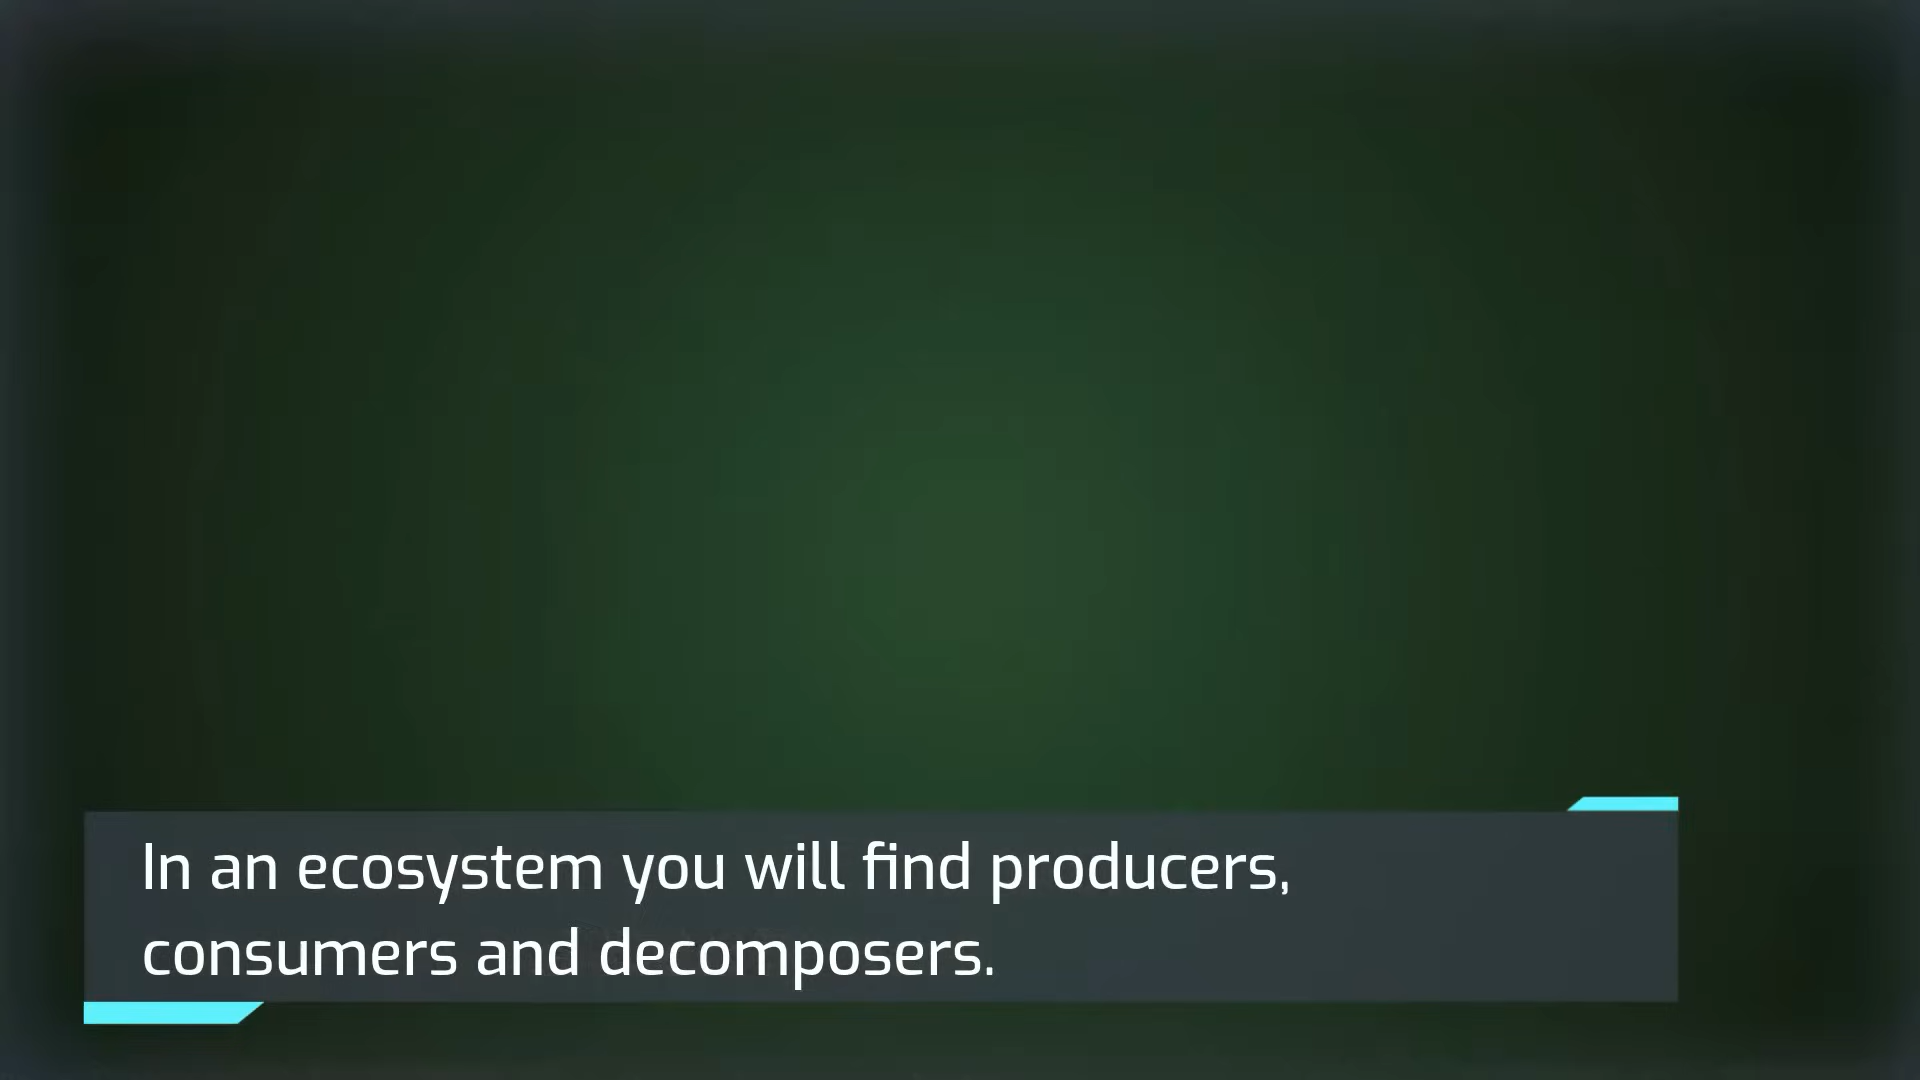 In an ecosystem you will find producers,
consumers and decomposers.